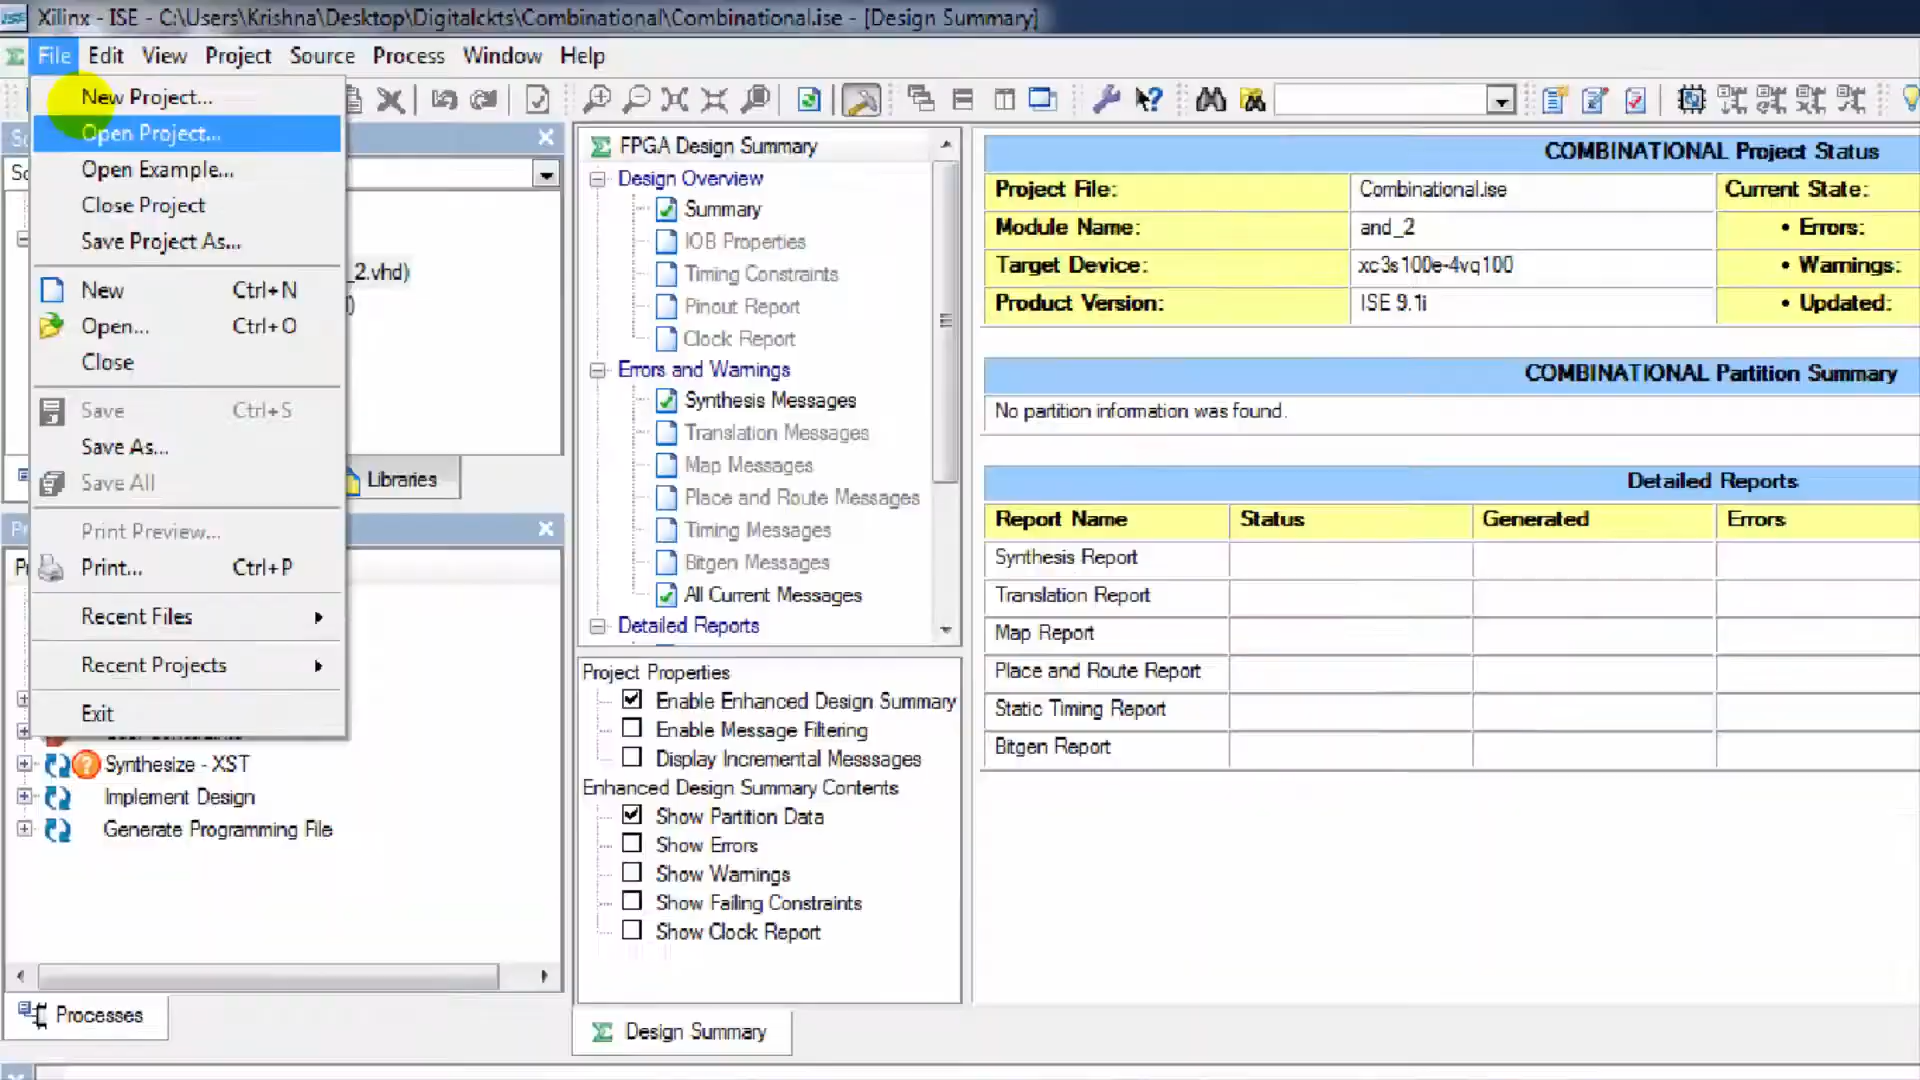 Xilinx - ISE - C:\Users\Krishna\Desktop\Digitalckts\Combinational\Combinational.ise - [Design Summary]
File Edit View Project Source Process Window Help
New Project...
Open Project...
Open Example...
Close Project
Save Project As...
New Ctrl+N
Open... Ctrl+O
Close
Save Ctrl+S
Save As...
Save All
Print Preview...
Print... Ctrl+P
Recent Files
Recent Projects
Exit
_2.vhd)
Libraries
Synthesize - XST
Implement Design
Generate Programming File
Processes
FPGA Design Summary
Design Overview
Summary
IOB Properties
Timing Constraints
Pinout Report
Clock Report
Errors and Warnings
Synthesis Messages
Translation Messages
Map Messages
Place and Route Messages
Timing Messages
Bitgen Messages
All Current Messages
Detailed Reports
Project Properties
Enable Enhanced Design Summary
Enable Message Filtering
Display Incremental Messsages
Enhanced Design Summary Contents
Show Partition Data
Show Errors
Show Warnings
Show Failing Constraints
Show Clock Report
Design Summary
COMBINATIONAL Project Status
Project File: Combinational.ise Current State:
Module Name: and_2 • Errors:
Target Device: xc3s100e-4vq100 • Warnings:
Product Version: ISE 9.1i • Updated:
COMBINATIONAL Partition Summary
No partition information was found.
Detailed Reports
Report Name Status Generated Errors
Synthesis Report
Translation Report
Map Report
Place and Route Report
Static Timing Report
Bitgen Report